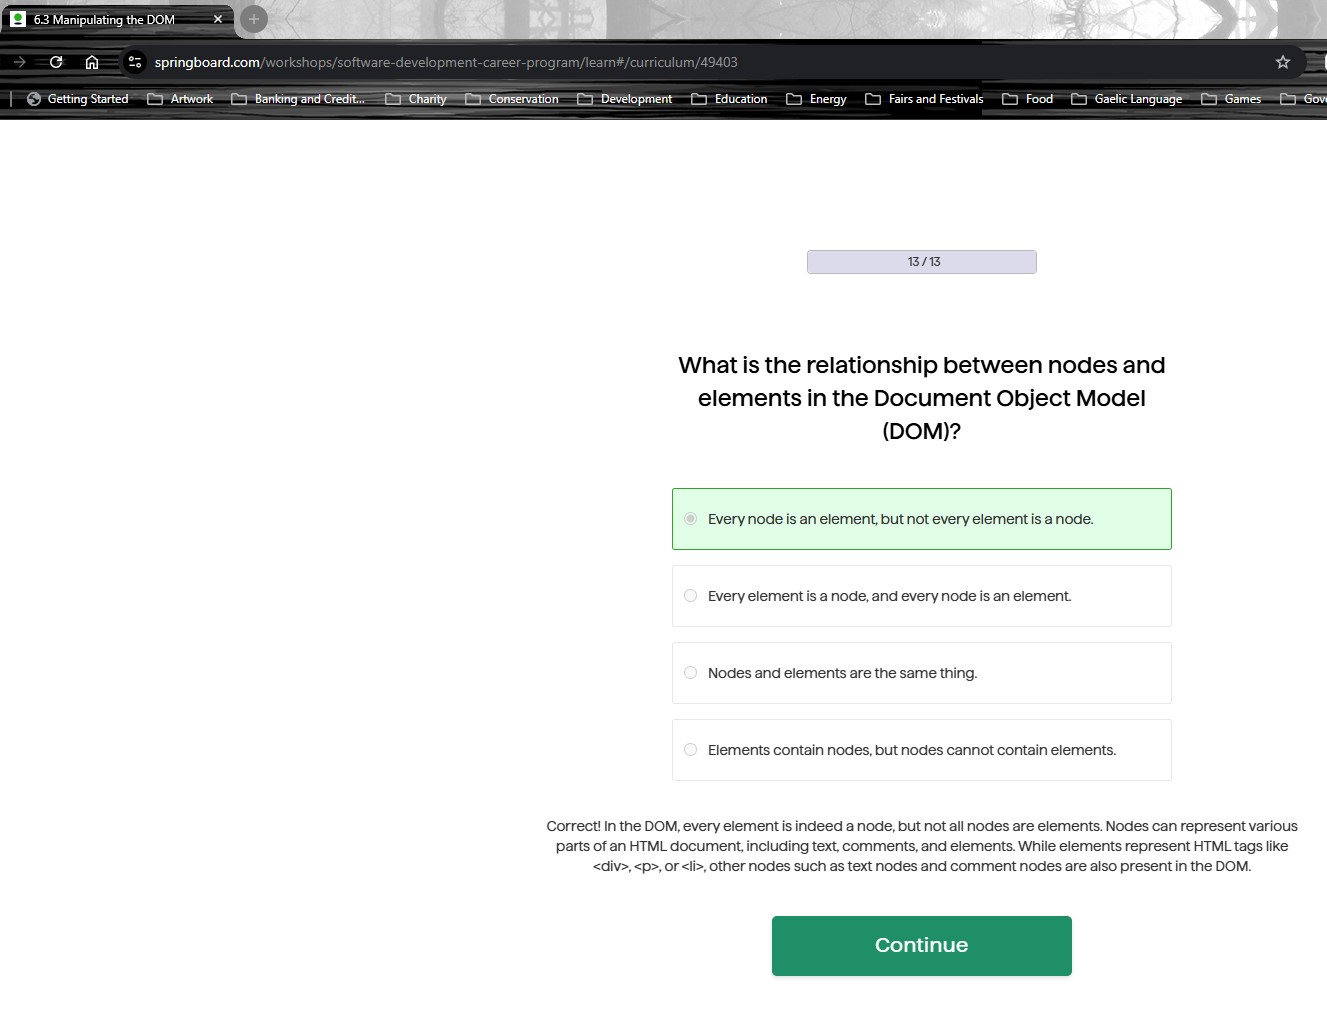 6.3 Manipulating the DOM
springboard.com/workshops/software-development-career-program/learn#/curriculum/49403
Getting Started Artwork Banking and Credit... Charity Conservation Development Education Energy Fairs and Festivals Food Gaelic Language Games Gov
13 / 13
What is the relationship between nodes and
elements in the Document Object Model
(DOM)?
Every node is an element, but not every element is a node.
Every element is a node, and every node is an element.
Nodes and elements are the same thing.
Elements contain nodes, but nodes cannot contain elements.
Correct! In the DOM, every element is indeed a node, but not all nodes are elements. Nodes can represent various
parts of an HTML document, including text, comments, and elements. While elements represent HTML tags like
<div>, <p>, or <li>, other nodes such as text nodes and comment nodes are also present in the DOM.
Continue